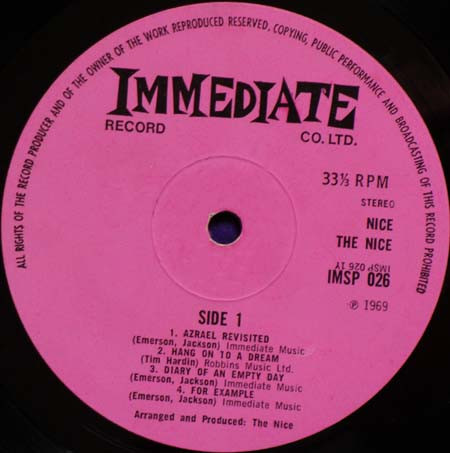 ALL RIGHTS OF THE RECORD PRODUCER AND OF THE OWNER OF THE WORK REPRODUCED RESERVED, COPYING, PUBLIC PERFORMANCE AND BROADCASTING OF THIS RECORD PROHIBITED
IMMEDIATE
RECORD
CO. LTD.
33⅓ RPM
STEREO
NICE
THE NICE
IMSP 026 1Y
IMSP 026
℗ 1969
SIDE 1
1. AZRAEL REVISITED
(Emerson, Jackson) Immediate Music
2. HANG ON TO A DREAM
(Tim Hardin) Robbins Music Ltd.
3. DIARY OF AN EMPTY DAY
(Emerson, Jackson) Immediate Music
4. FOR EXAMPLE
(Emerson, Jackson) Immediate Music
Arranged and Produced: The Nice